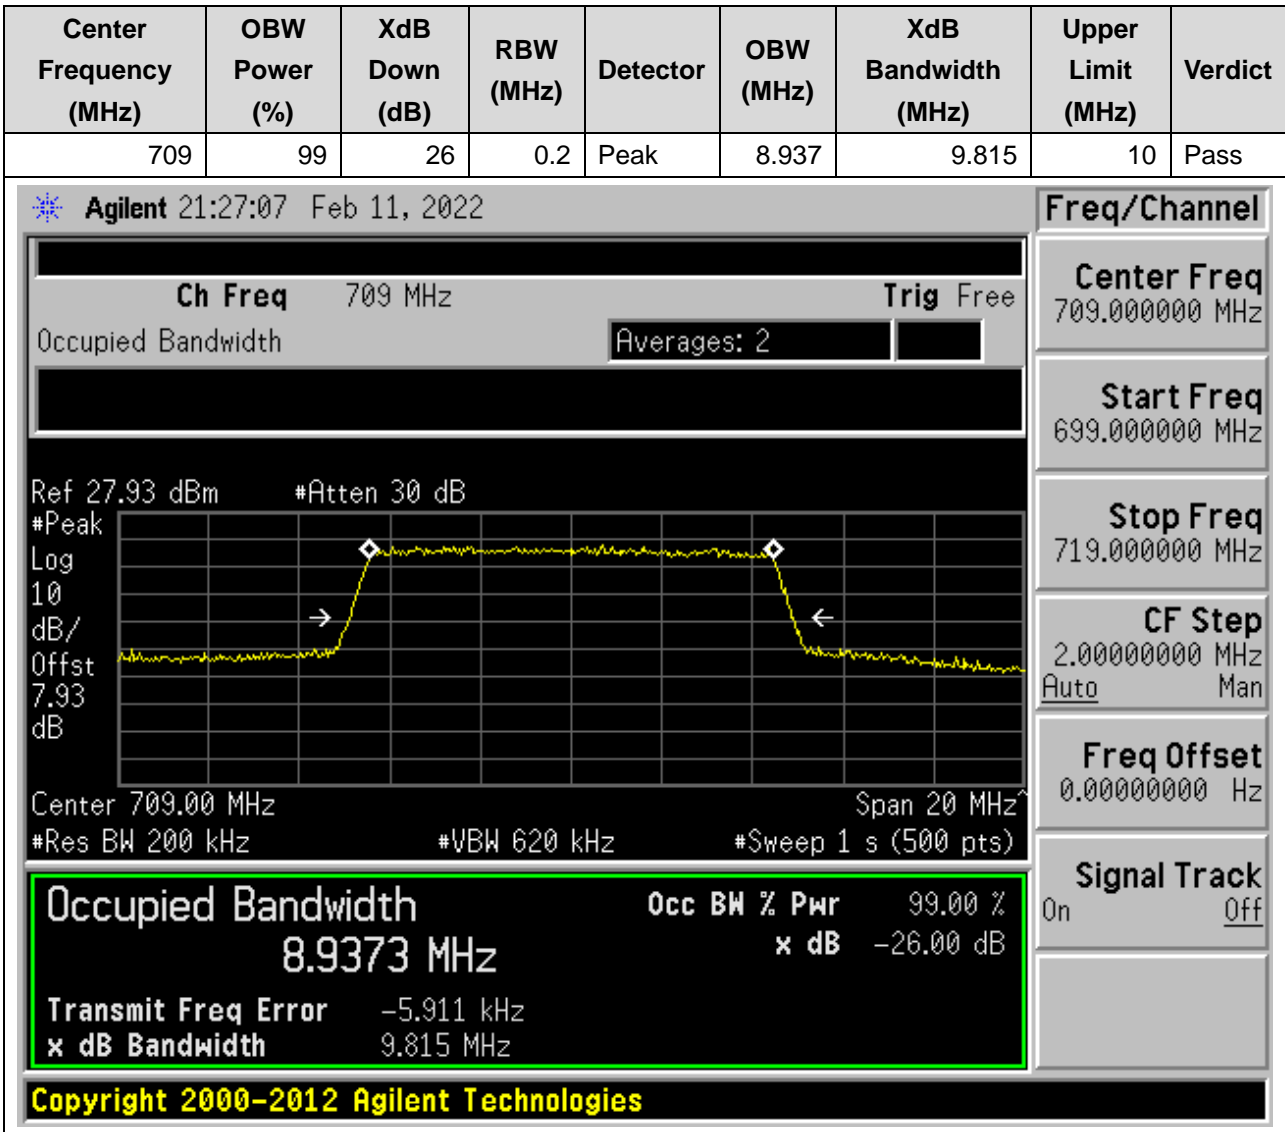 Center Frequency (MHz) OBW Power (%) XdB Down (dB) RBW (MHz) Detector OBW (MHz) XdB Bandwidth (MHz) Upper Limit (MHz) Verdict
709 99 26 0.2 Peak 8.937 9.815 10 Pass
Agilent 21:27:07 Feb 11, 2022
Ch Freq 709 MHz Trig Free
Occupied Bandwidth Averages: 2
Ref 27.93 dBm #Atten 30 dB
#Peak
Log
10
dB/
Offst
7.93
dB
Center 709.00 MHz Span 20 MHz^
#Res BW 200 kHz #VBW 620 kHz #Sweep 1 s (500 pts)
Occupied Bandwidth Occ BW % Pwr 99.00 %
8.9373 MHz x dB -26.00 dB
Transmit Freq Error -5.911 kHz
x dB Bandwidth 9.815 MHz
Copyright 2000-2012 Agilent Technologies
Freq/Channel
Center Freq
709.000000 MHz
Start Freq
699.000000 MHz
Stop Freq
719.000000 MHz
CF Step
2.00000000 MHz
Auto Man
Freq Offset
0.00000000 Hz
Signal Track
On Off